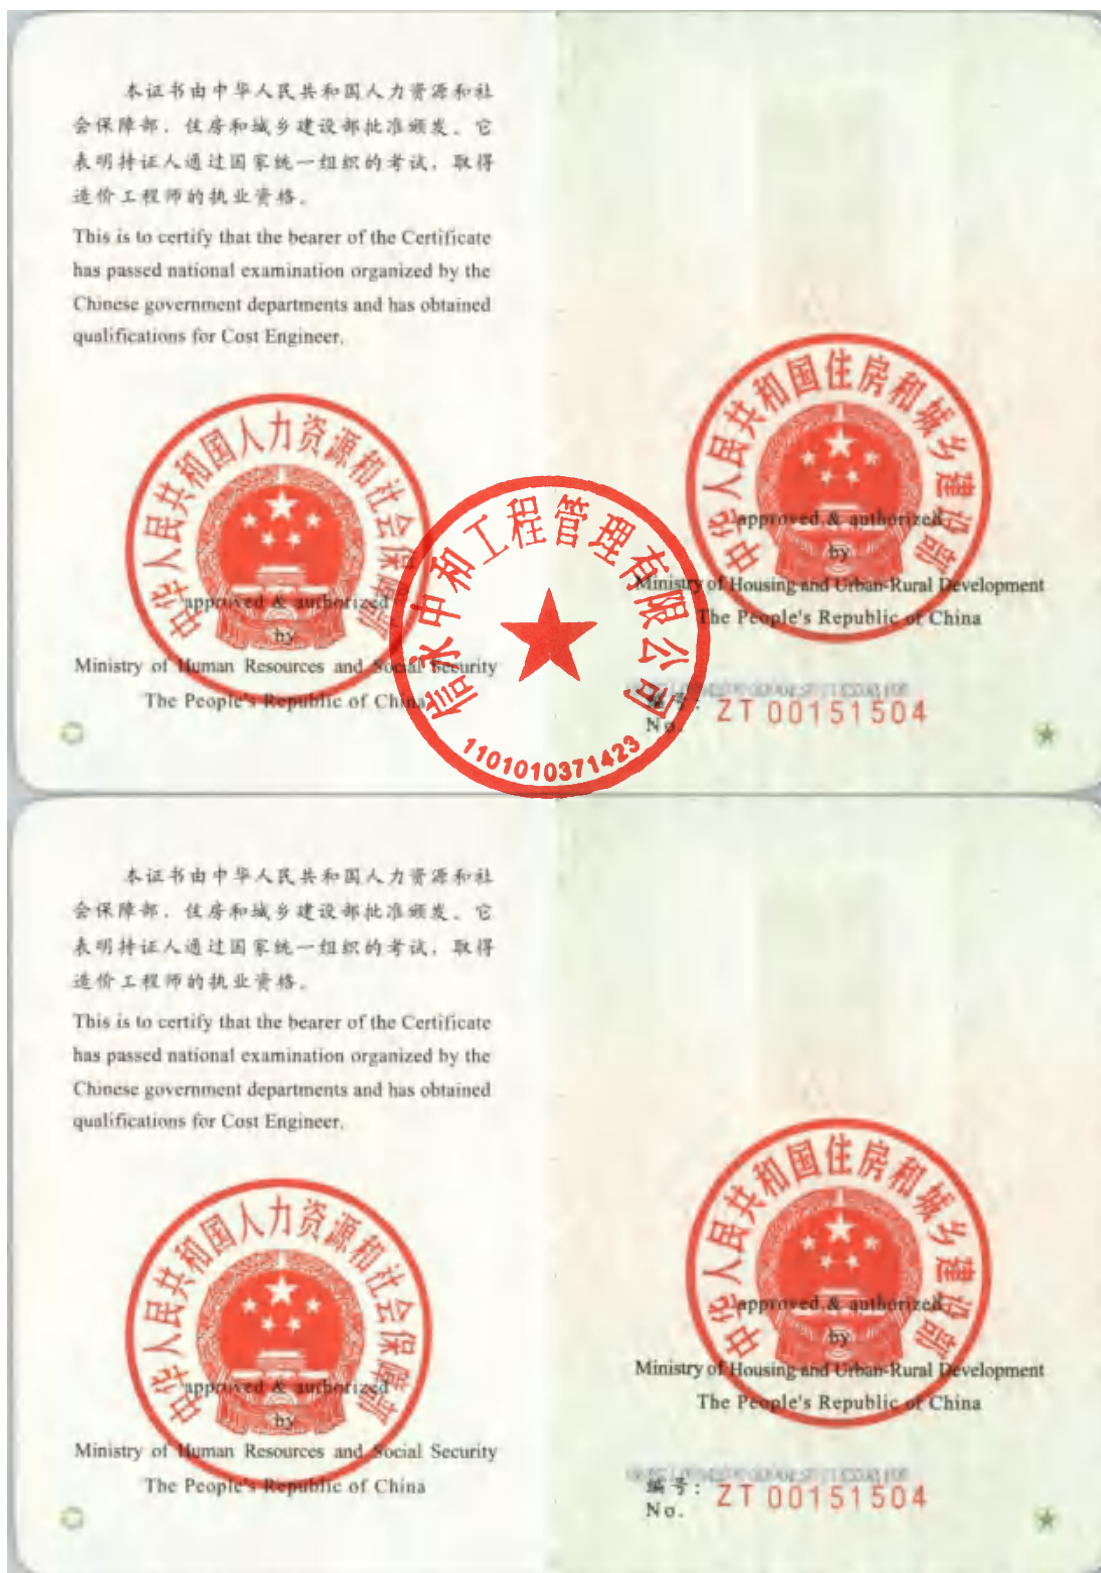 本证书由中华人民共和国人力资源和社
会保障部、住房和城乡建设部批准颁发。它
表明持证人通过国家统一组织的考试，取得
造价工程师的执业资格。
This is to certify that the bearer of the Certificate
has passed national examination organized by the
Chinese government departments and has obtained
qualifications for Cost Engineer.
中华人民共和国人力资源和社会保障部
approved & authorized
by
Ministry of Human Resources and Social Security
The People's Republic of China
信永中和工程管理有限公司
1101010371423
中华人民共和国住房和城乡建设部
approved & authorized
by
Ministry of Housing and Urban-Rural Development
The People's Republic of China
编号: ZT 00151504
No.
本证书由中华人民共和国人力资源和社
会保障部、住房和城乡建设部批准颁发。它
表明持证人通过国家统一组织的考试，取得
造价工程师的执业资格。
This is to certify that the bearer of the Certificate
has passed national examination organized by the
Chinese government departments and has obtained
qualifications for Cost Engineer.
中华人民共和国人力资源和社会保障部
approved & authorized
by
Ministry of Human Resources and Social Security
The People's Republic of China
中华人民共和国住房和城乡建设部
approved & authorized
by
Ministry of Housing and Urban-Rural Development
The People's Republic of China
编号: ZT 00151504
No.